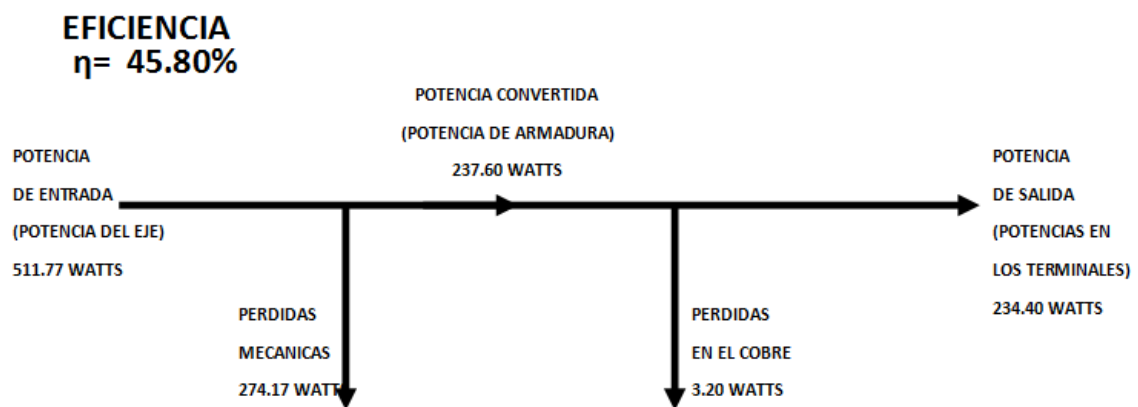 EFICIENCIA
η= 45.80%
POTENCIA CONVERTIDA
(POTENCIA DE ARMADURA)
237.60 WATTS
POTENCIA
DE ENTRADA
(POTENCIA DEL EJE)
511.77 WATTS
POTENCIA
DE SALIDA
(POTENCIAS EN
LOS TERMINALES)
234.40 WATTS
PERDIDAS
MECANICAS
274.17 WATTS
PERDIDAS
EN EL COBRE
3.20 WATTS